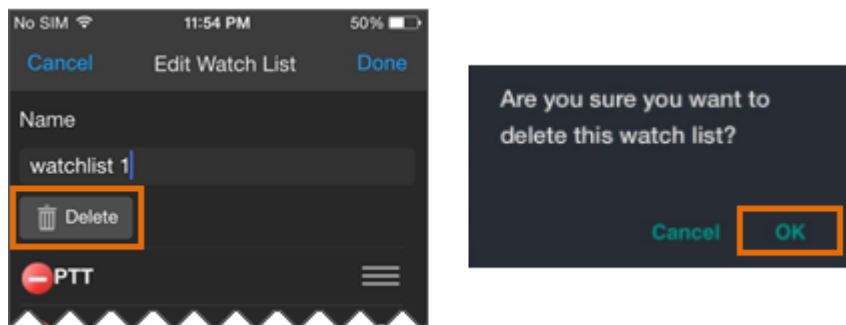 No SIM 11:54 PM 50%
Cancel Edit Watch List Done
Name
watchlist 1
Delete
PTT
Are you sure you want to
delete this watch list?
Cancel OK